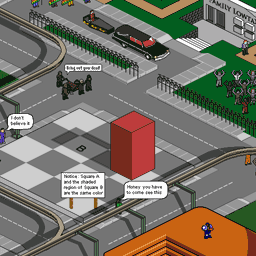 FAMILY LOWTA
Bring out you dead!
I don't
believe it
B
Notice: Square A
and the shaded
region of Square B
are the same color
Honey you have
to come see this